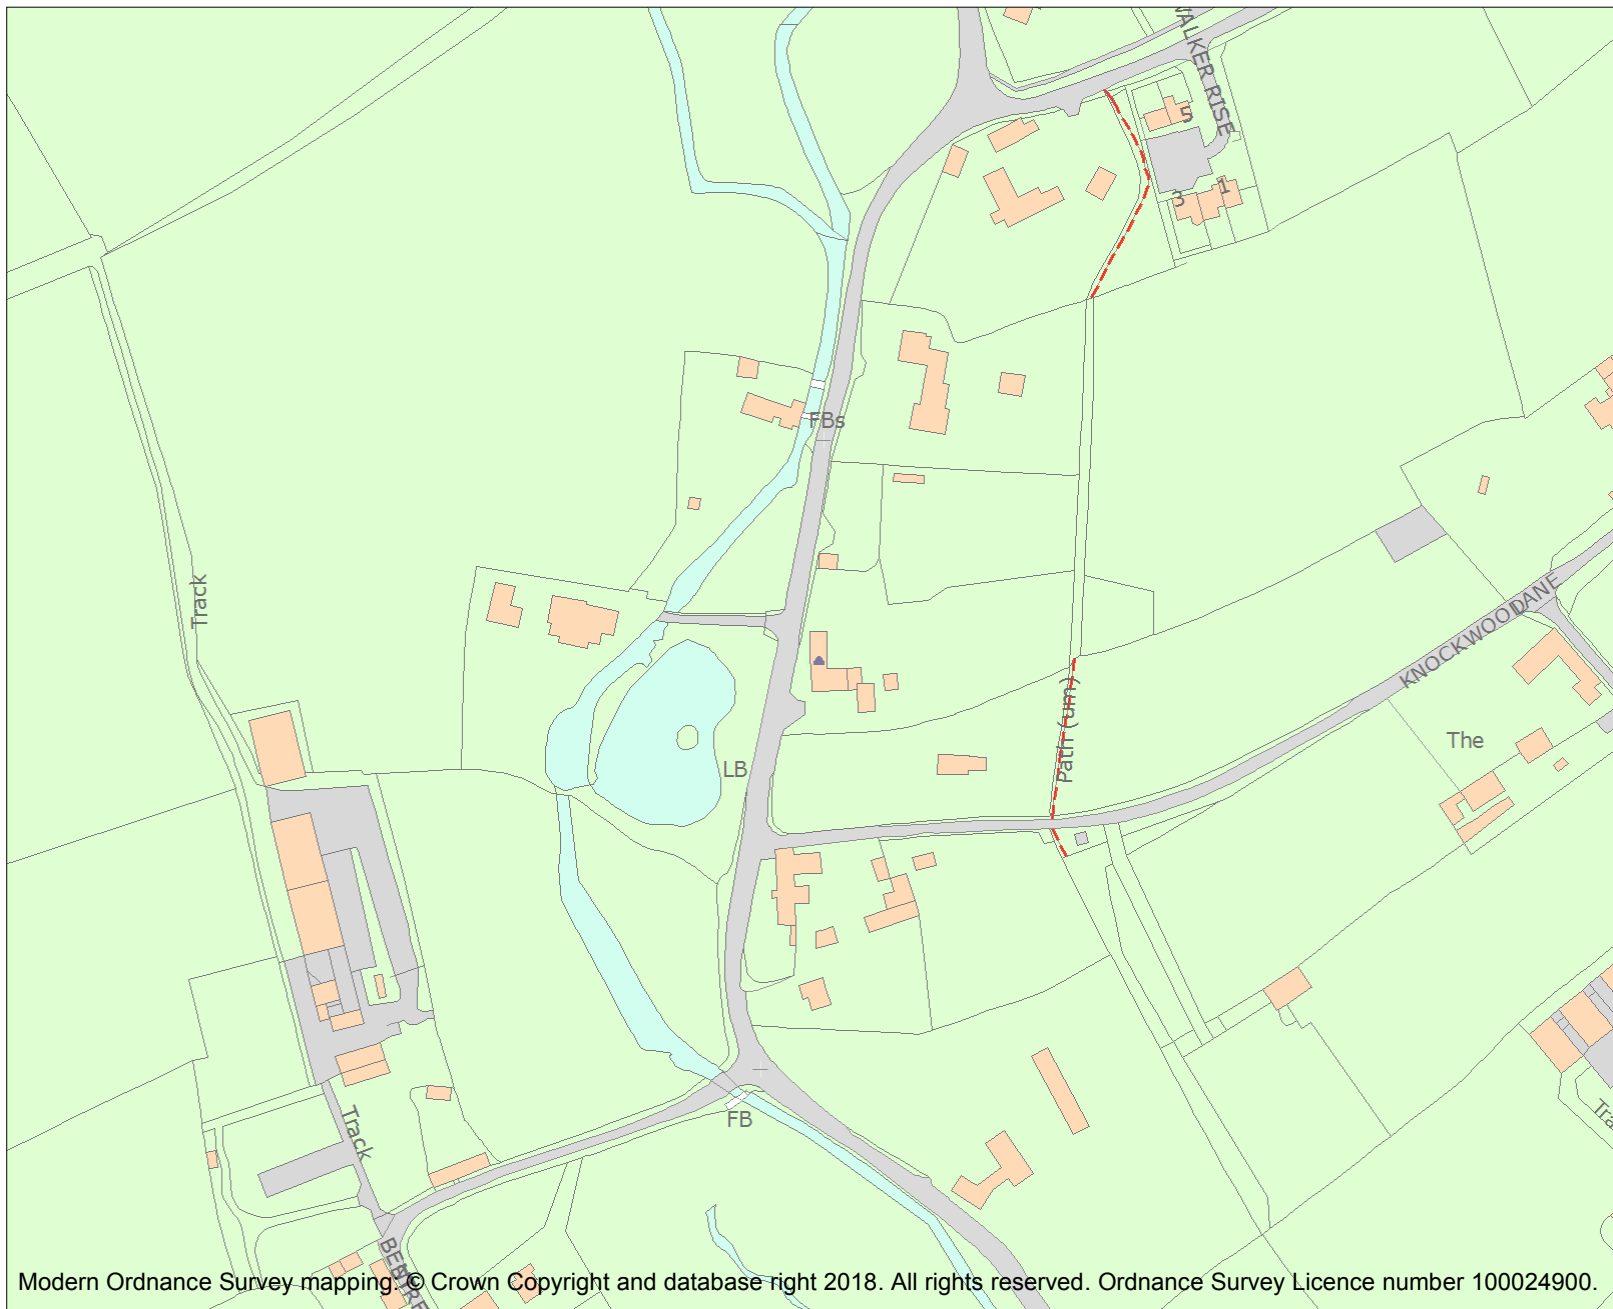 WALKER RISE
5
3
1
FBs
Track
KNOCKWOOD LANE
Path (um)
The
LB
FB
Track
Modern Ordnance Survey mapping: © Crown Copyright and database right 2018. All rights reserved. Ordnance Survey Licence number 100024900.